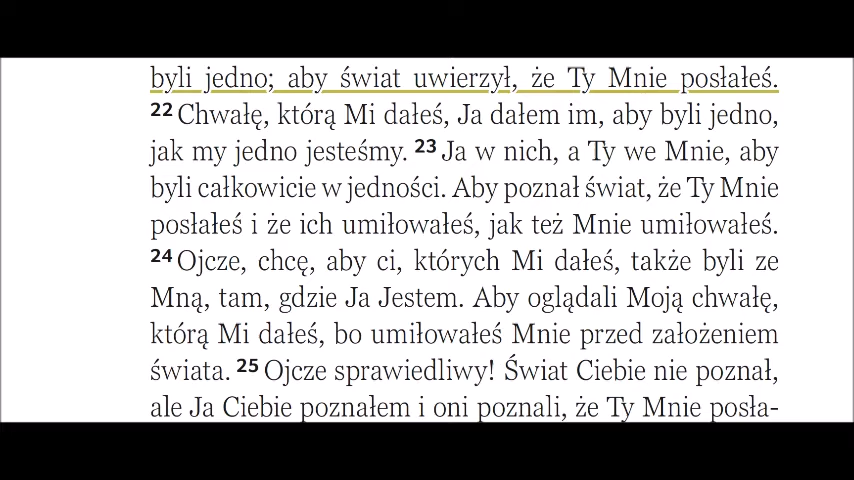 byli jedno; aby świat uwierzył, że Ty Mnie posłałeś.
22 Chwałę, którą Mi dałeś, Ja dałem im, aby byli jedno,
jak my jedno jesteśmy. 23 Ja w nich, a Ty we Mnie, aby
byli całkowicie w jedności. Aby poznał świat, że Ty Mnie
posłałeś i że ich umiłowałeś, jak też Mnie umiłowałeś.
24 Ojcze, chcę, aby ci, których Mi dałeś, także byli ze
Mną, tam, gdzie Ja Jestem. Aby oglądali Moją chwałę,
którą Mi dałeś, bo umiłowałeś Mnie przed założeniem
świata. 25 Ojcze sprawiedliwy! Świat Ciebie nie poznał,
ale Ja Ciebie poznałem i oni poznali, że Ty Mnie posła-